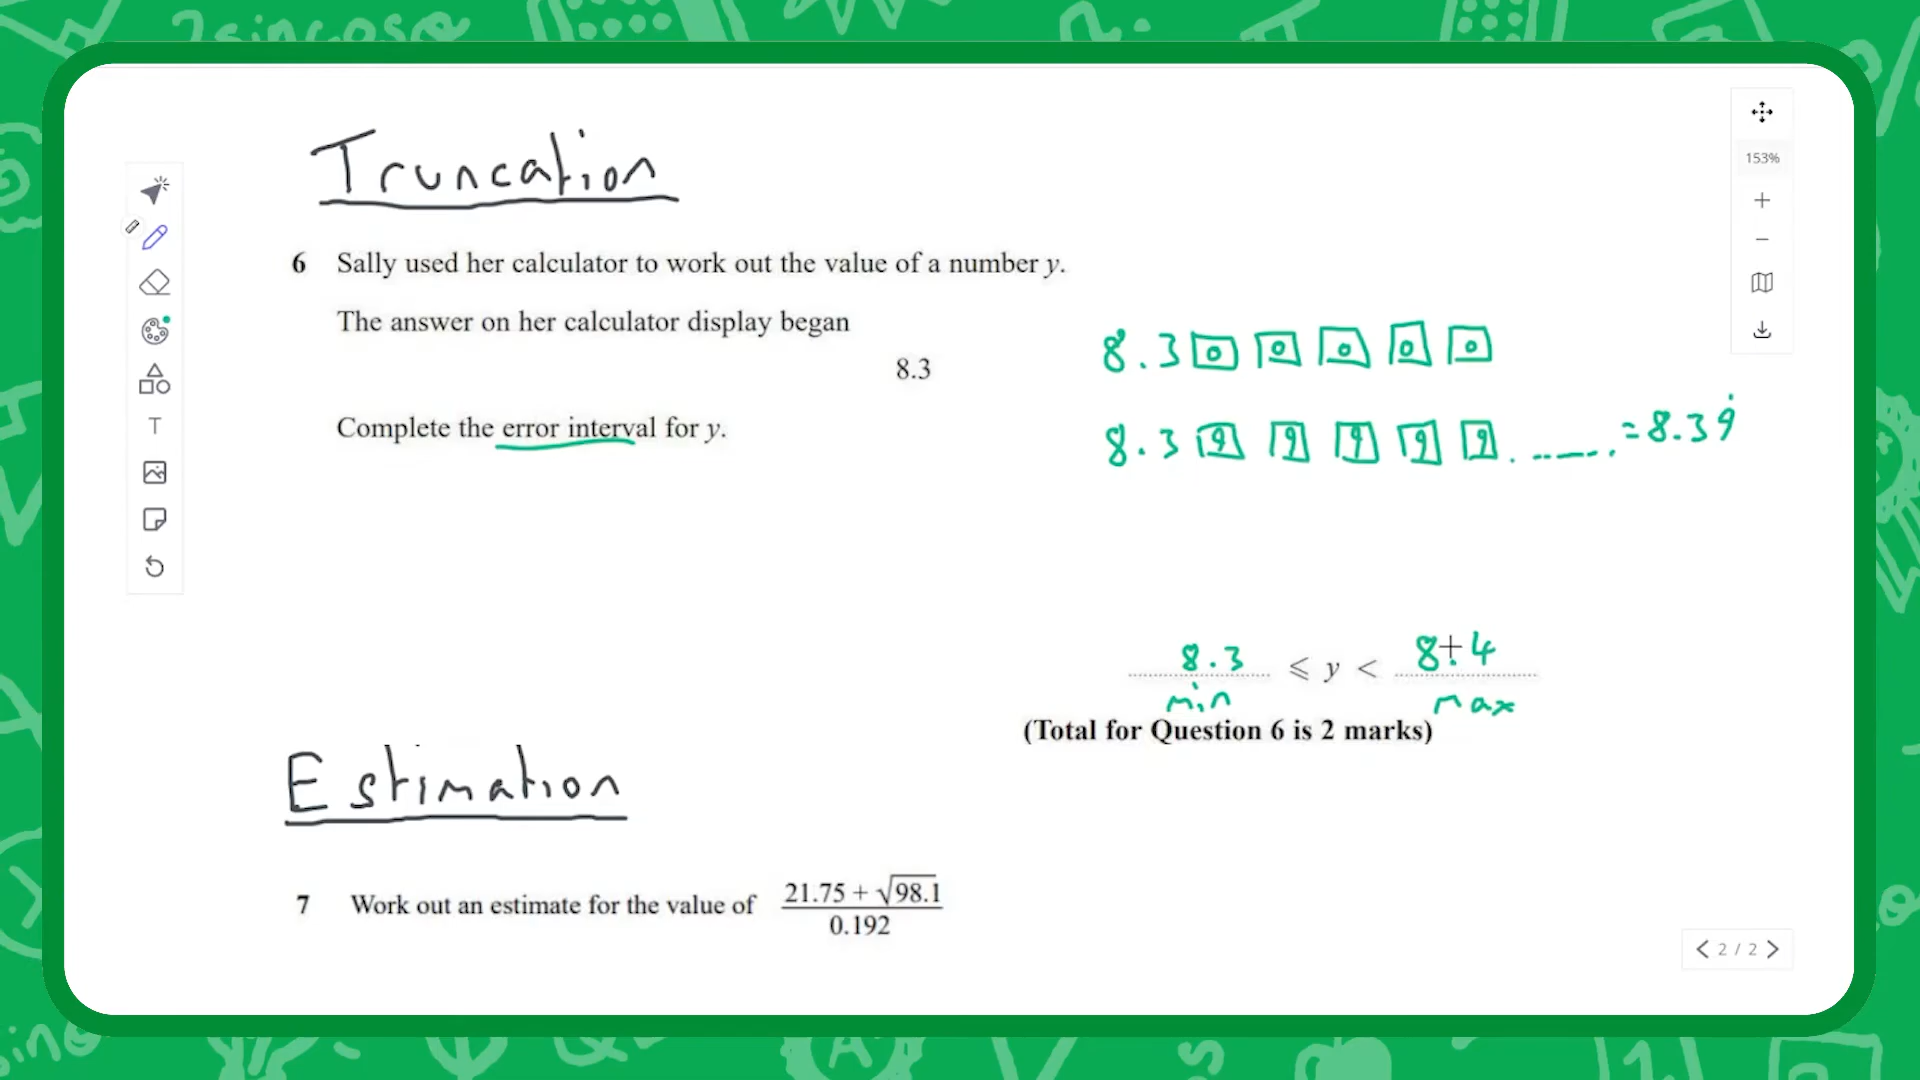 2sincosα
153%
Truncation
6 Sally used her calculator to work out the value of a number y.
The answer on her calculator display began
8.3
Complete the error interval for y.
8.3 0 0 0 0 0
8.3 9 9 9 9 9 ....... = 8.39̇
T
8.3 ⩽ y < 8.4
min max
(Total for Question 6 is 2 marks)
Estimation
7 Work out an estimate for the value of (21.75 + √98.1) / 0.192
2 / 2